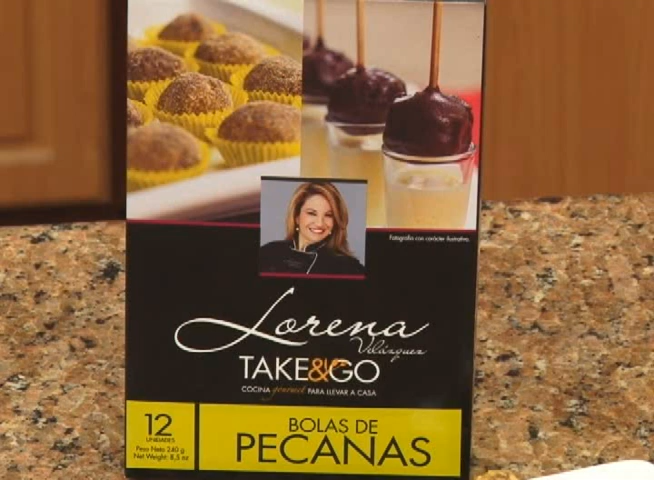 Fotografía con carácter ilustrativo.
Lorena
Velázquez
TAKE&GO
COCINA gourmet PARA LLEVAR A CASA
12
UNIDADES
Peso Neto 240 g
Net Weight: 8,5 oz
BOLAS DE
PECANAS